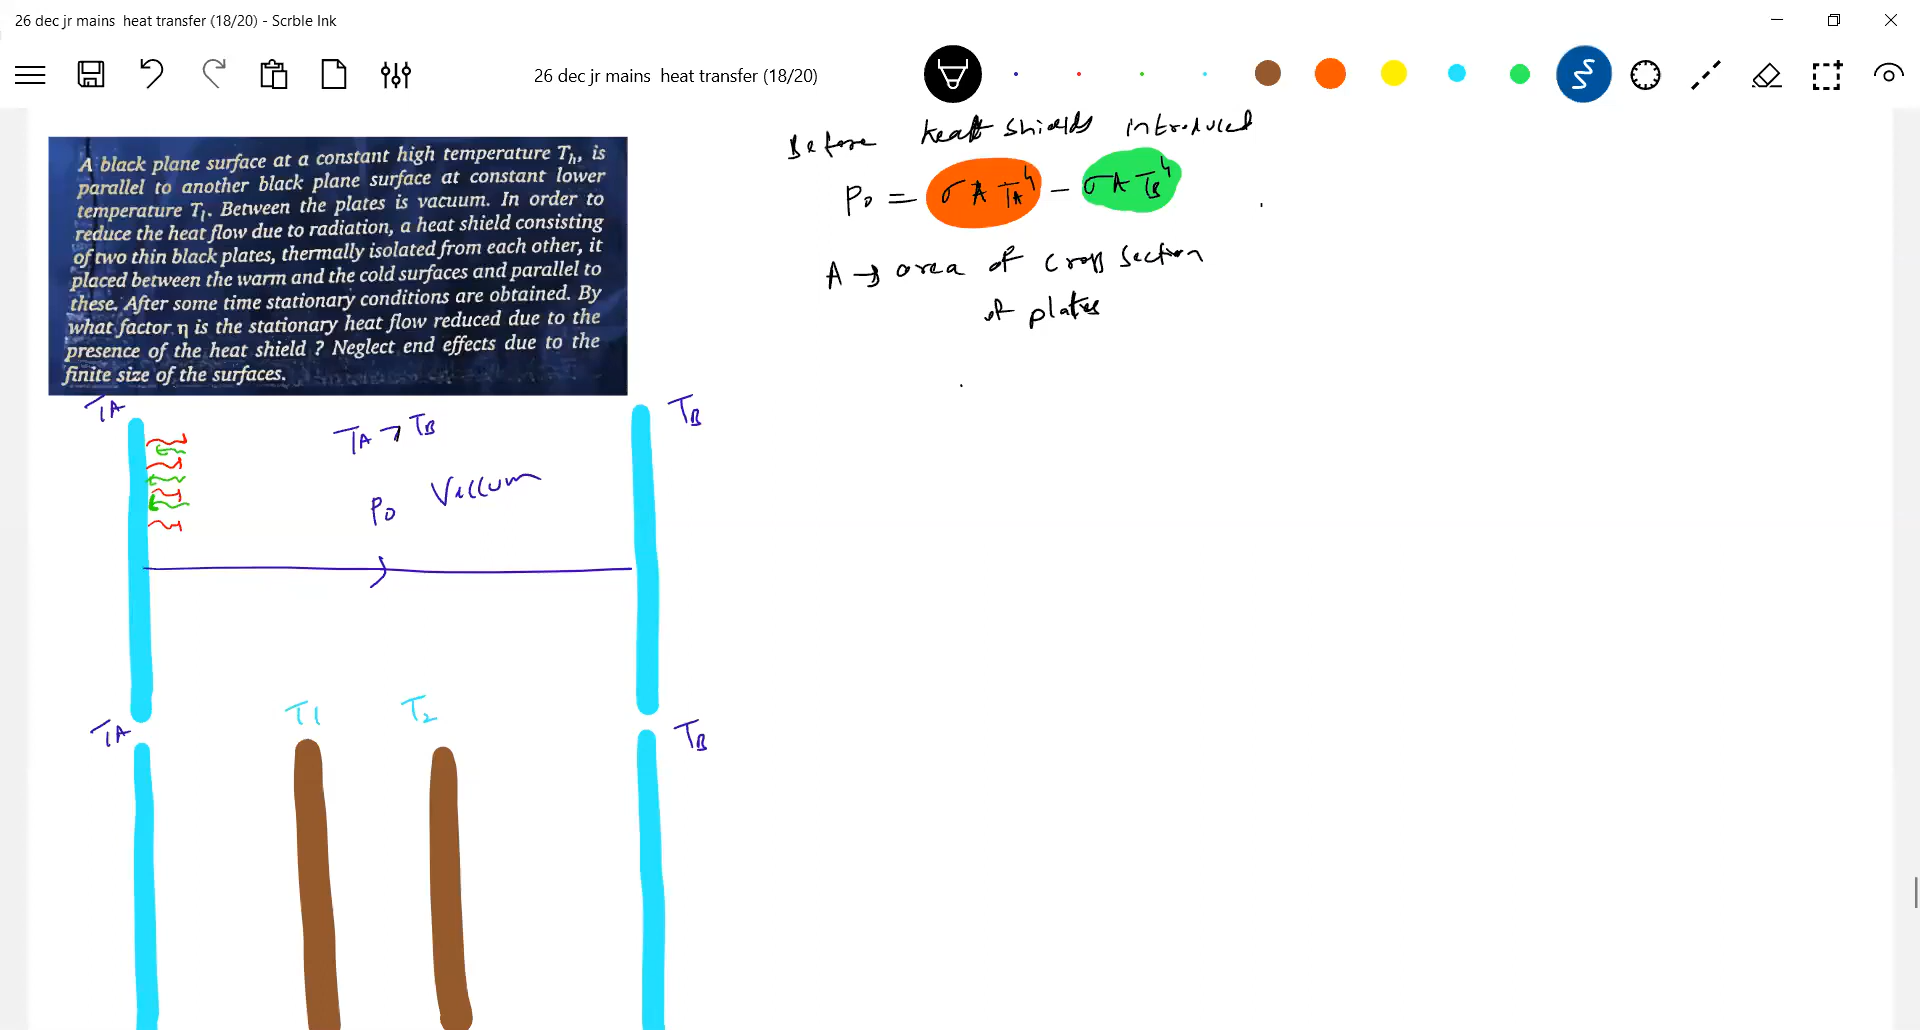 26 dec jr mains heat transfer (18/20) - Scrble Ink
26 dec jr mains heat transfer (18/20)
A black plane surface at a constant high temperature Th, is
parallel to another black plane surface at constant lower
temperature Tl. Between the plates is vacuum. In order to
reduce the heat flow due to radiation, a heat shield consisting
of two thin black plates, thermally isolated from each other, it
placed between the warm and the cold surfaces and parallel to
these. After some time stationary conditions are obtained. By
what factor η is the stationary heat flow reduced due to the
presence of the heat shield ? Neglect end effects due to the
finite size of the surfaces.
Before heat shields introduced
P0 = σ A TA^4 - σ A TB^4
A → area of cross section
of plates
TA
TA > TB
TB
P0 Vaccum
TA
T1
T2
TB